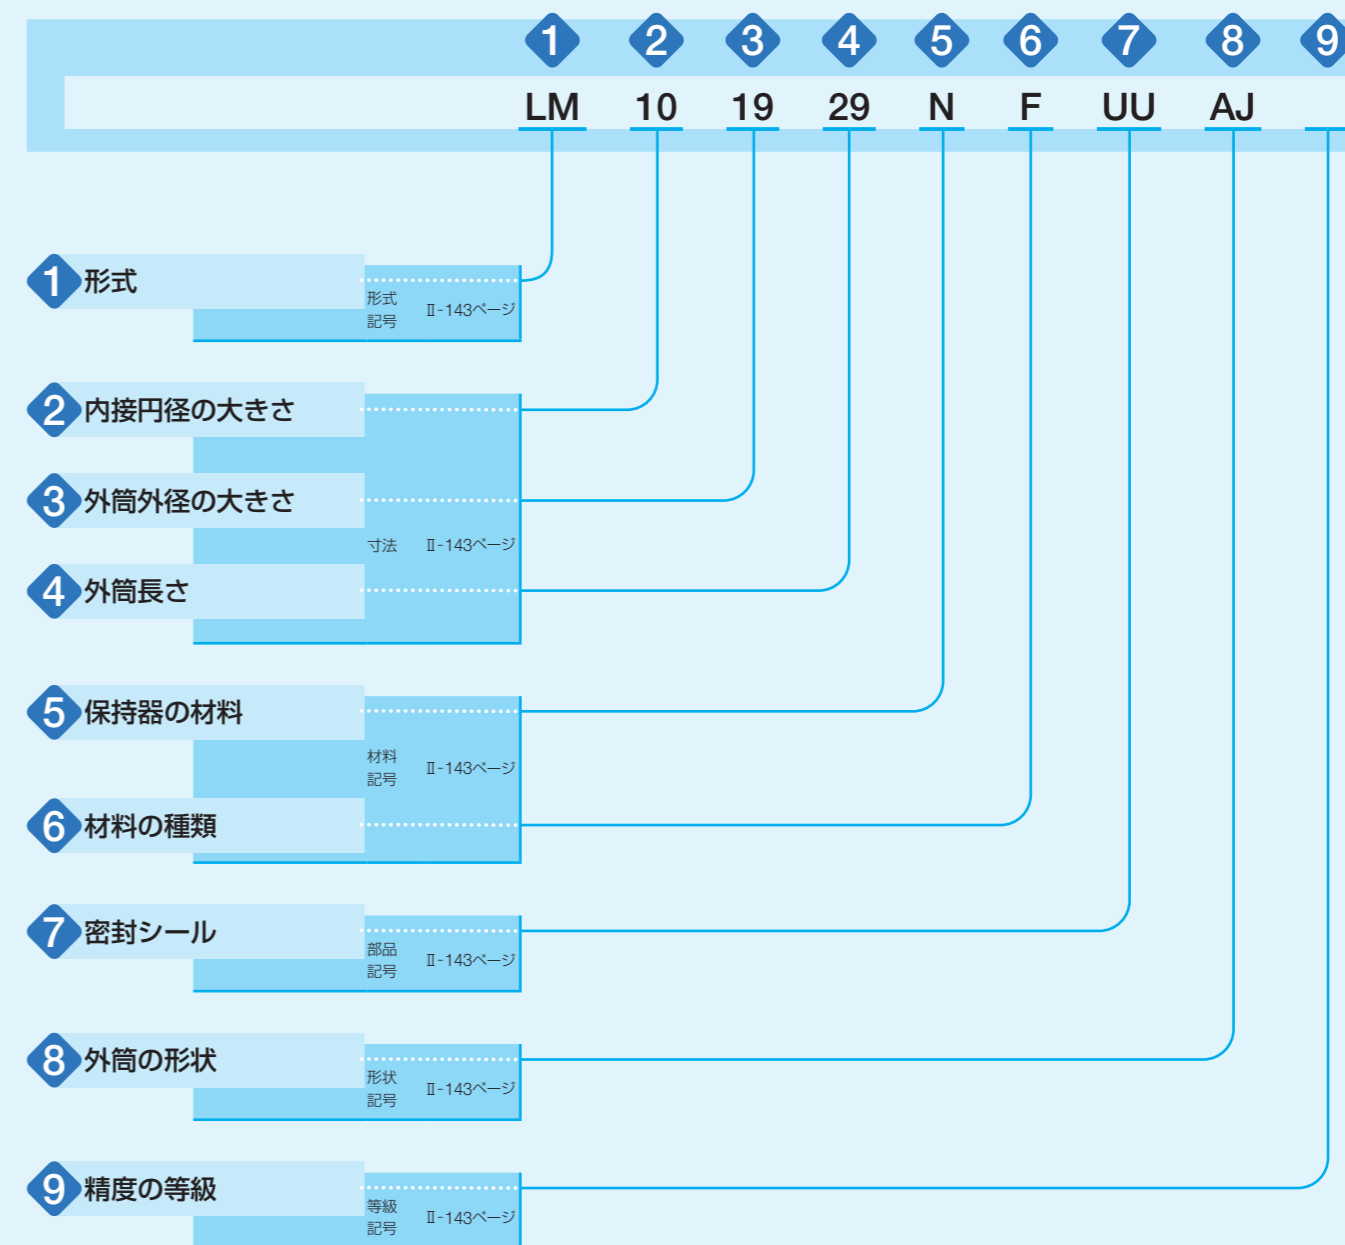 1 2 3 4 5 6 7 8 9
LM 10 19 29 N F UU AJ
1 形式
形式
記号 Ⅱ-143ページ
2 内接円径の大きさ
3 外筒外径の大きさ
寸法 Ⅱ-143ページ
4 外筒長さ
5 保持器の材料
材料
記号 Ⅱ-143ページ
6 材料の種類
7 密封シール
部品
記号 Ⅱ-143ページ
8 外筒の形状
形状
記号 Ⅱ-143ページ
9 精度の等級
等級
記号 Ⅱ-143ページ